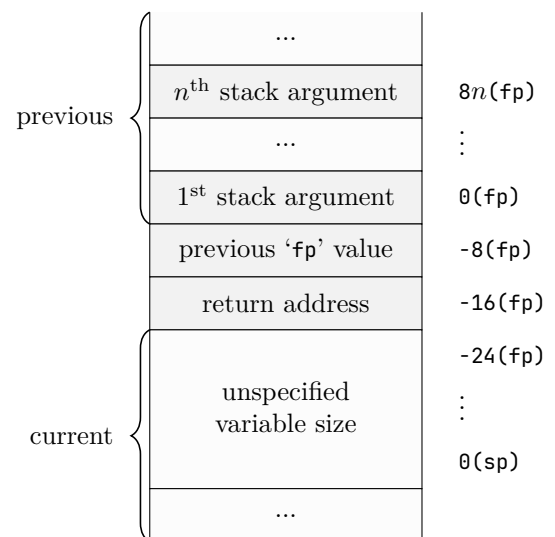 ...
nth stack argument 8n(fp)
previous
... ⋮
1st stack argument 0(fp)
previous ‘fp’ value -8(fp)
return address -16(fp)
-24(fp)
unspecified
variable size ⋮
current
0(sp)
...